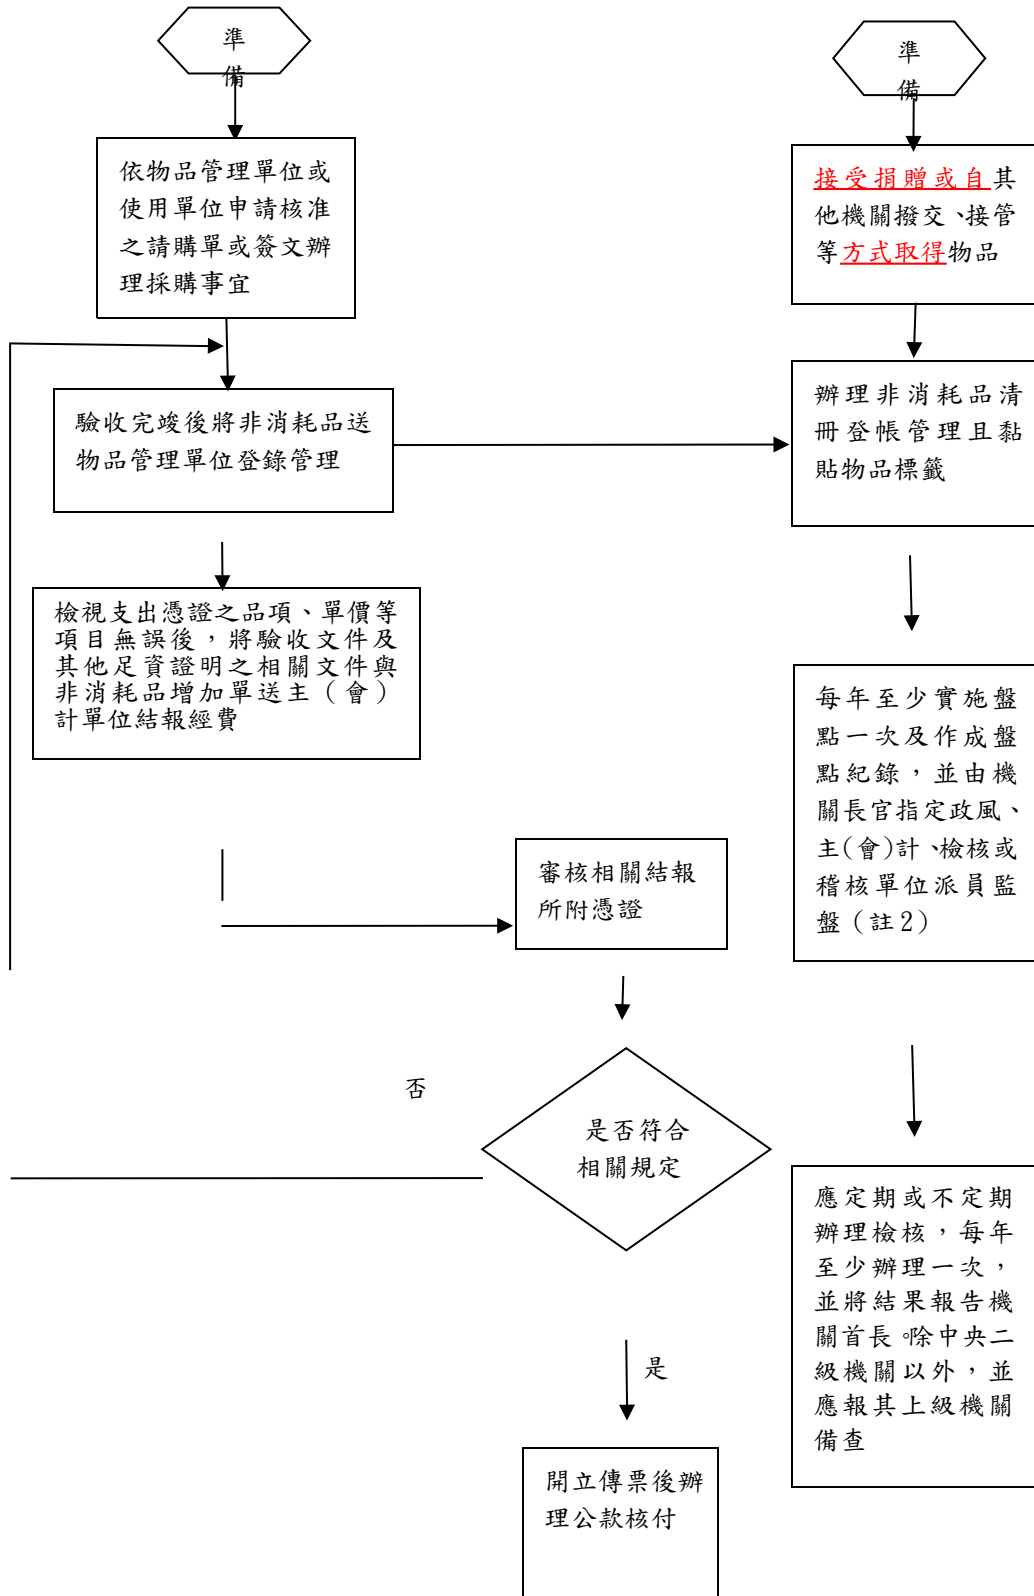 準
備
依物品管理單位或
使用單位申請核准
之請購單或簽文辦
理採購事宜
驗收完竣後將非消耗品送
物品管理單位登錄管理
檢視支出憑證之品項、單價等
項目無誤後，將驗收文件及
其他足資證明之相關文件與
非消耗品增加單送主（會）
計單位結報經費
審核相關結報
所附憑證
否
是否符合
相關規定
是
開立傳票後辦
理公款核付
準
備
接受捐贈或自其
他機關撥交、接管
等方式取得物品
辦理非消耗品清
冊登帳管理且黏
貼物品標籤
每年至少實施盤
點一次及作成盤
點紀錄，並由機
關長官指定政風、
主(會)計、檢核或
稽核單位派員監
盤（註2）
應定期或不定期
辦理檢核，每年
至少辦理一次，
並將結果報告機
關首長。除中央二
級機關以外，並
應報其上級機關
備查